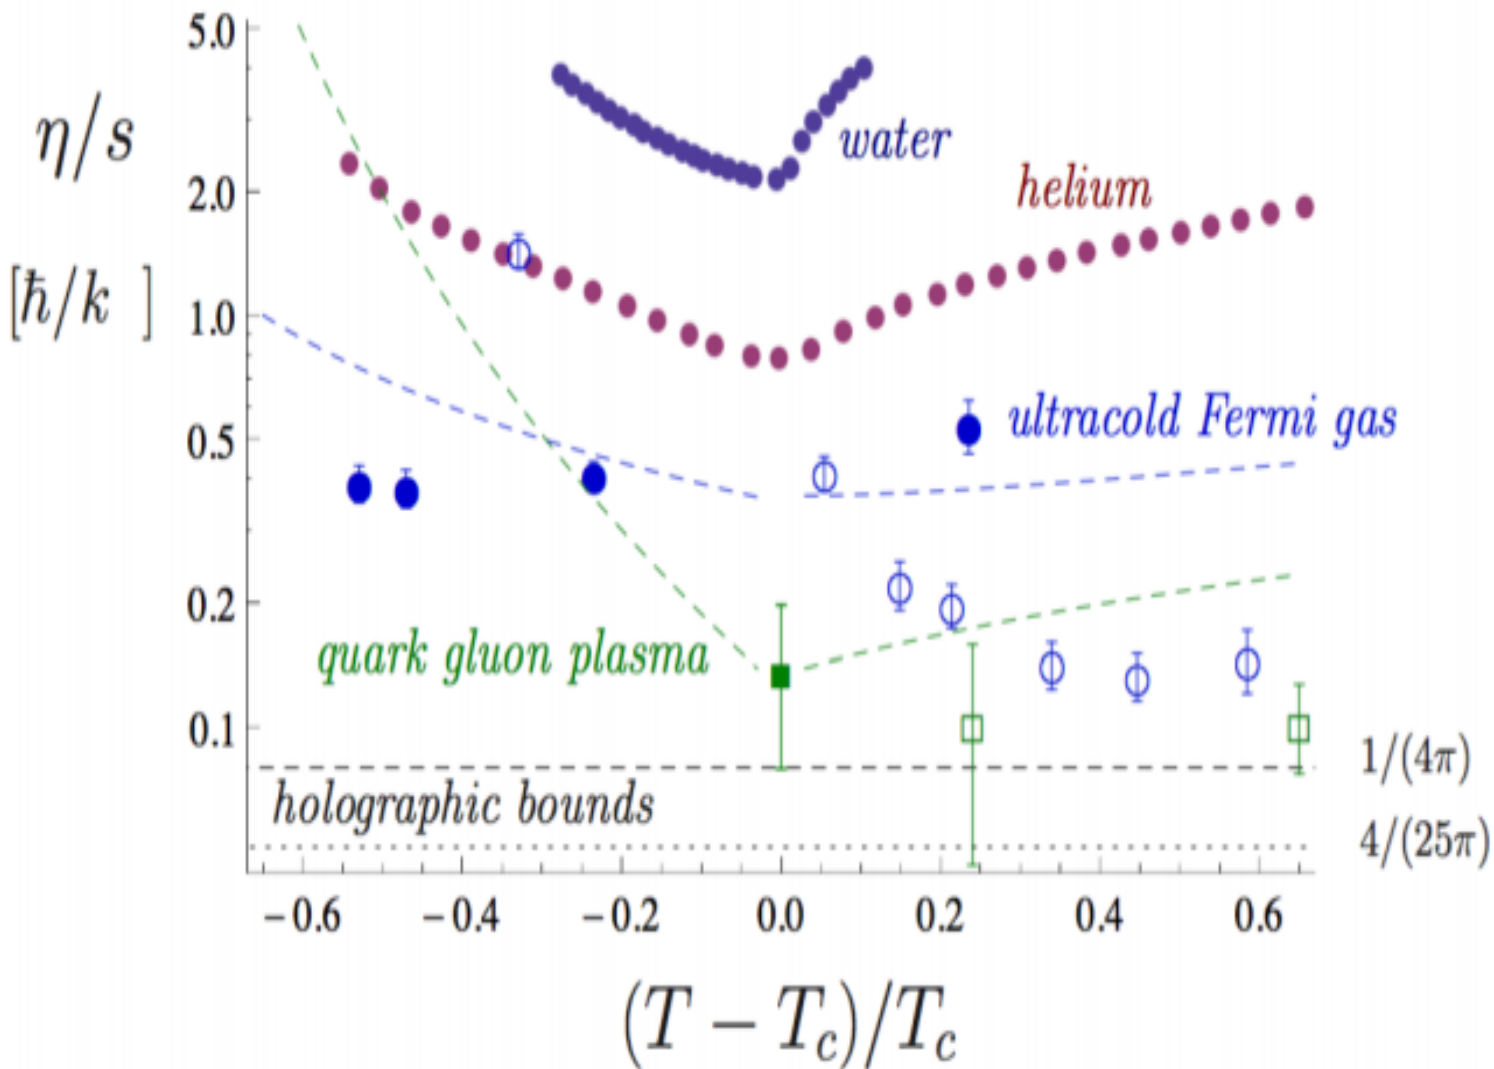 5.0
η/s
water
helium
2.0
[ħ/k ]
1.0
ultracold Fermi gas
0.5
0.2
quark gluon plasma
0.1
1/(4π)
holographic bounds
4/(25π)
−0.6 −0.4 −0.2 0.0 0.2 0.4 0.6
(T − Tc)/Tc